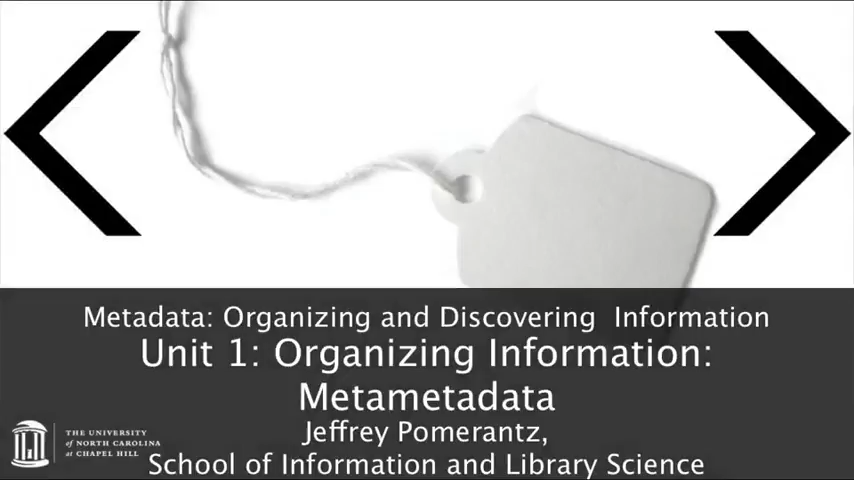 Metadata: Organizing and Discovering Information
Unit 1: Organizing Information:
Metametadata
Jeffrey Pomerantz,
School of Information and Library Science
THE UNIVERSITY
of NORTH CAROLINA
at CHAPEL HILL